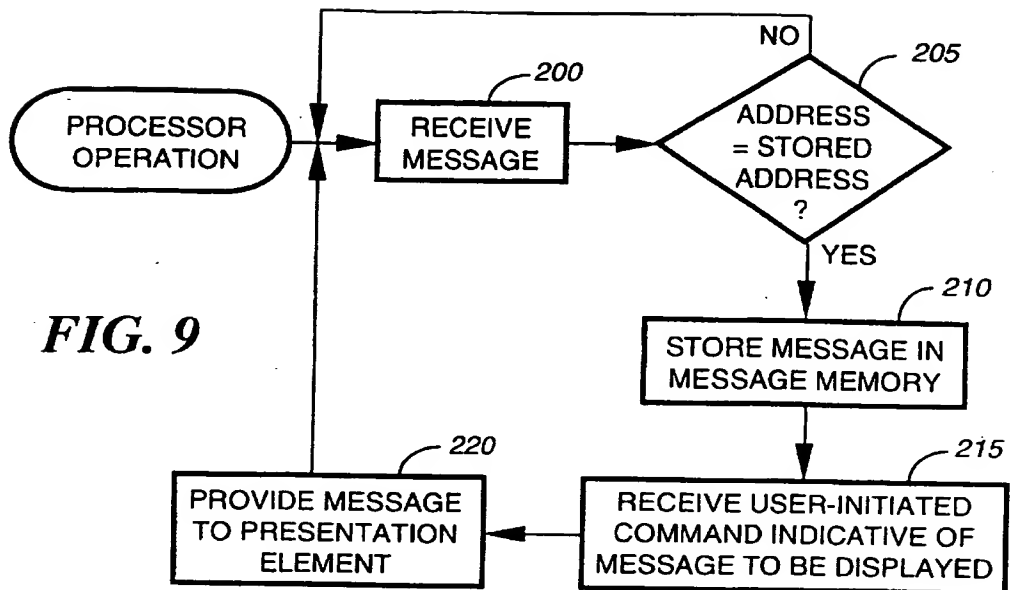 PROCESSOR
OPERATION
200
RECEIVE
MESSAGE
NO
205
ADDRESS
= STORED
ADDRESS
?
YES
210
STORE MESSAGE IN
MESSAGE MEMORY
215
RECEIVE USER-INITIATED
COMMAND INDICATIVE OF
MESSAGE TO BE DISPLAYED
220
PROVIDE MESSAGE
TO PRESENTATION
ELEMENT
FIG. 9